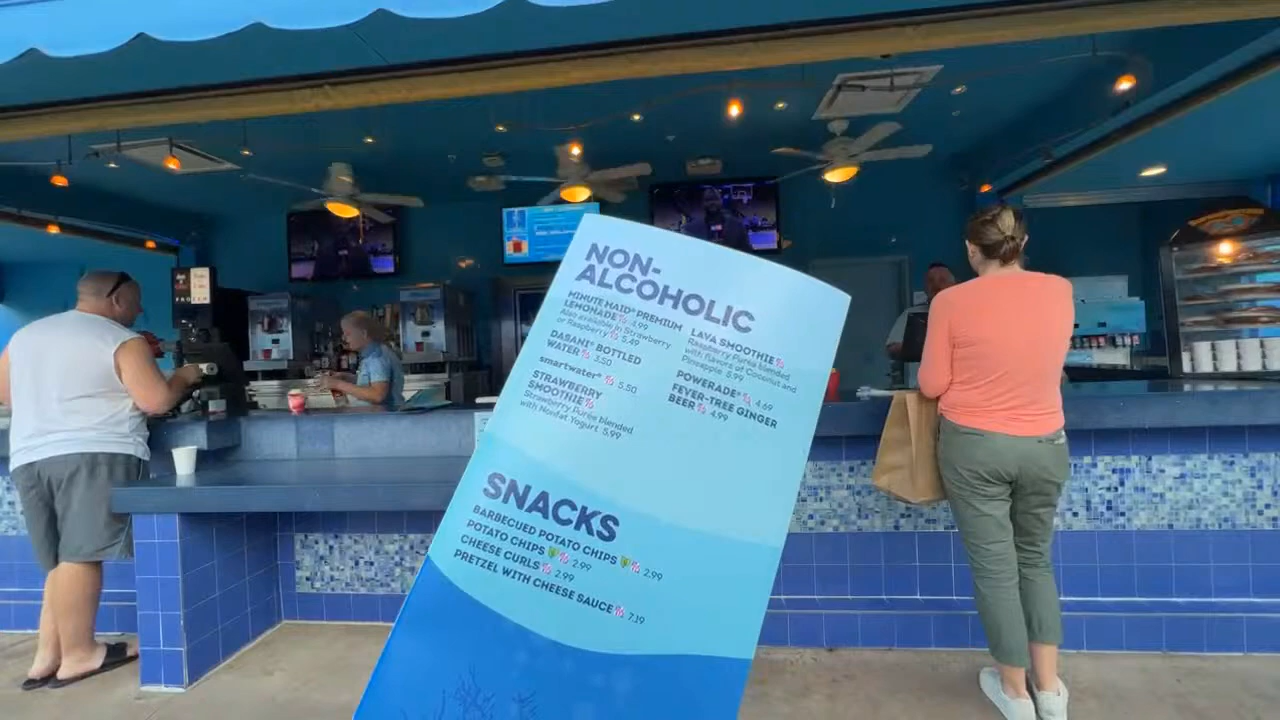 NON-
ALCOHOLIC
MINUTE MAID® PREMIUM
LEMONADE 4.99
Also available in Strawberry
or Raspberry 5.49
DASANI® BOTTLED
WATER 3.50
smartwater® 5.50
STRAWBERRY
SMOOTHIE
Strawberry Purée blended
with Nonfat Yogurt 5.99
LAVA SMOOTHIE
Raspberry Purée blended
with flavors of Coconut and
Pineapple 5.99
POWERADE® 4.69
FEVER-TREE GINGER
BEER 4.99
SNACKS
BARBECUED POTATO CHIPS 2.99
POTATO CHIPS 2.99
CHEESE CURLS 2.99
PRETZEL WITH CHEESE SAUCE 7.19
FROZEN